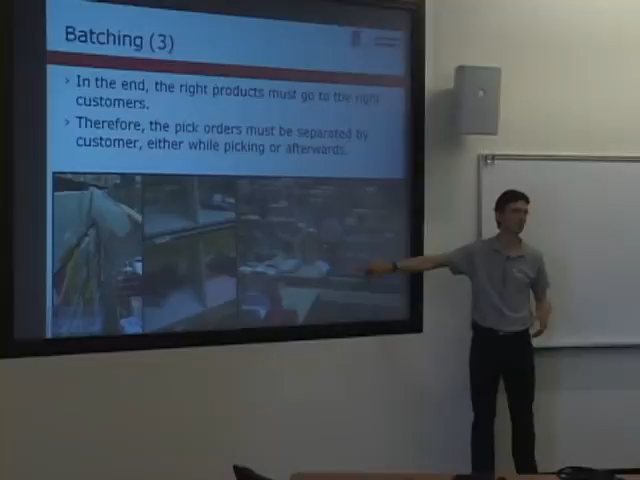 Batching (3)
› In the end, the right products must go to the right
customers.
› Therefore, the pick orders must be separated by
customer, either while picking or afterwards.